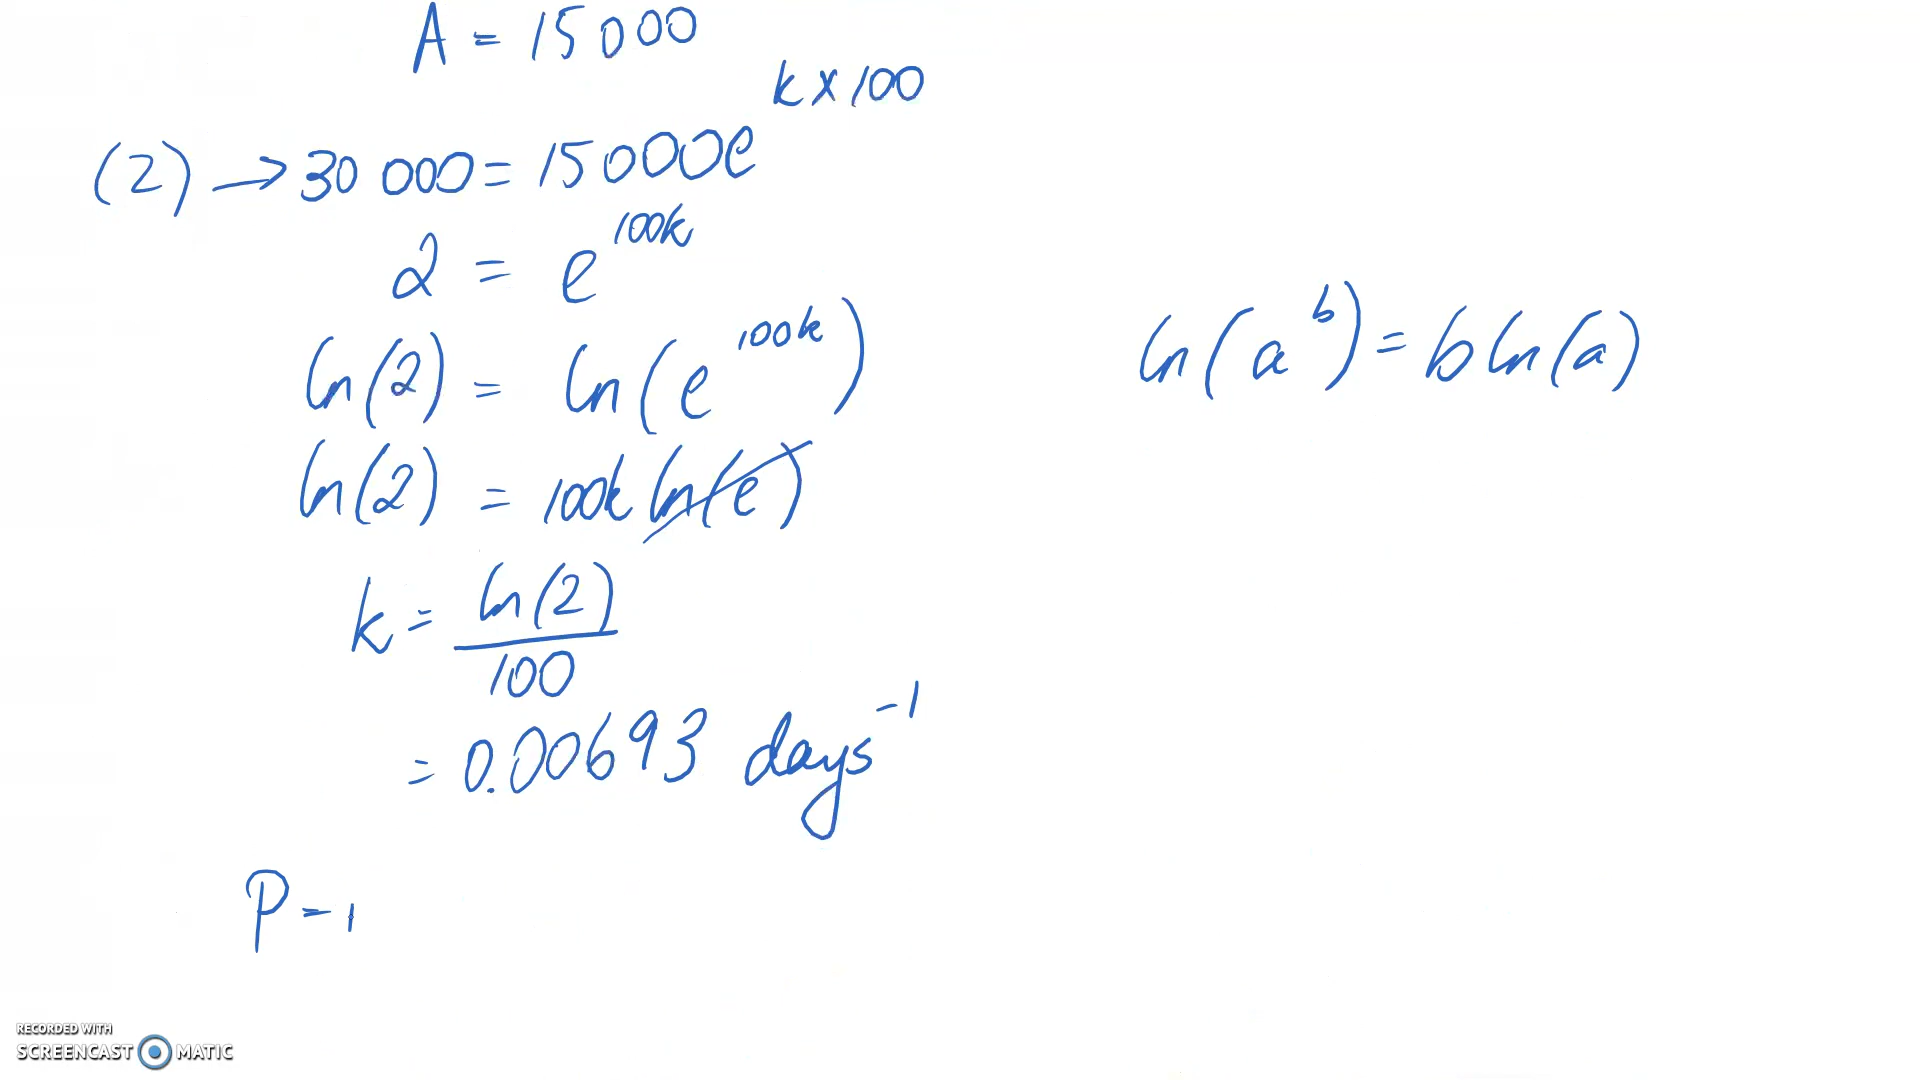 A = 15000
(2) → 30 000 = 15000e^(k×100)
2 = e^(100k)
ln(2) = ln(e^(100k))
ln(a^b) = b ln(a)
ln(2) = 100k ln(e)
k = ln(2)/100
= 0.00693 days^-1
P = 1
RECORDED WITH
SCREENCAST MATIC